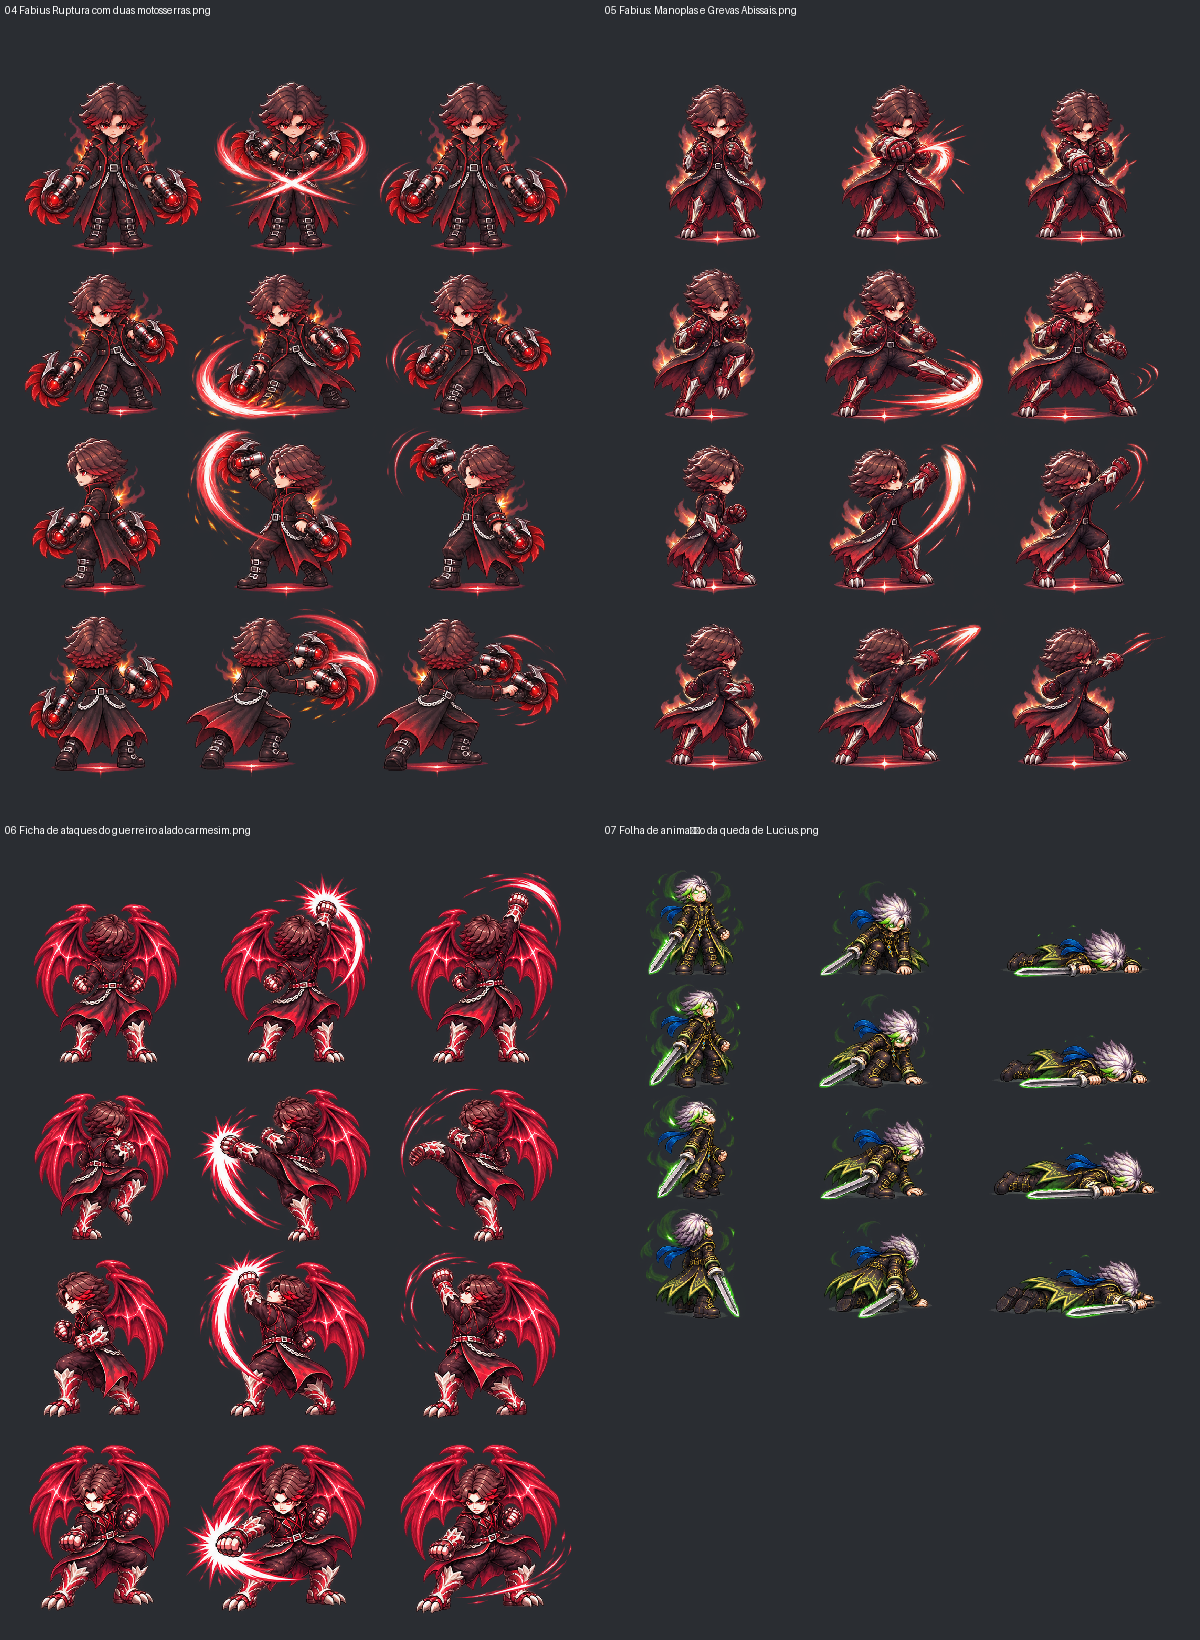 04 Fabius Ruptura com duas motosserras.png
05 Fabius: Manoplas e Grevas Abissais.png
06 Ficha de ataques do guerreiro alado carmesim.png
07 Folha de anima▯▯o da queda de Lucius.png